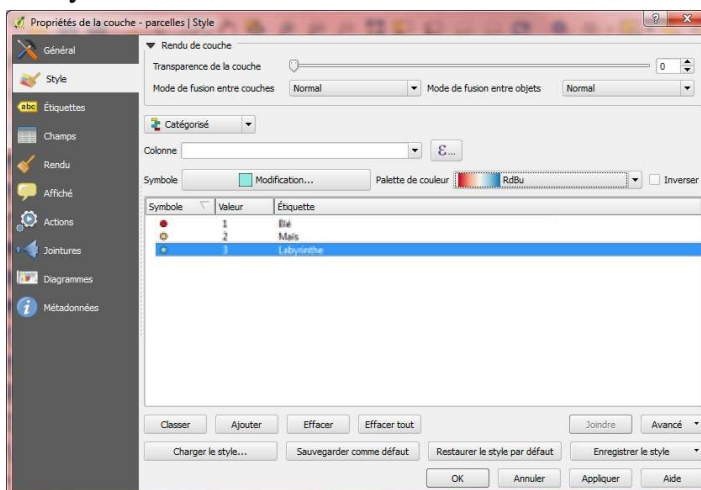 Propriétés de la couche - parcelles | Style
Général
Style
abc Étiquettes
Champs
Rendu
Affiché
Actions
Jointures
Diagrammes
Métadonnées
Rendu de couche
Transparence de la couche 0
Mode de fusion entre couches Normal Mode de fusion entre objets Normal
Catégorisé
Colonne ε...
Symbole Modification... Palette de couleur RdBu Inverser
Symbole Valeur Étiquette
1 Blé
2 Maïs
3 Labyrinthe
Classer Ajouter Effacer Effacer tout Joindre Avancé
Charger le style... Sauvegarder comme défaut Restaurer le style par défaut Enregistrer le style
OK Annuler Appliquer Aide